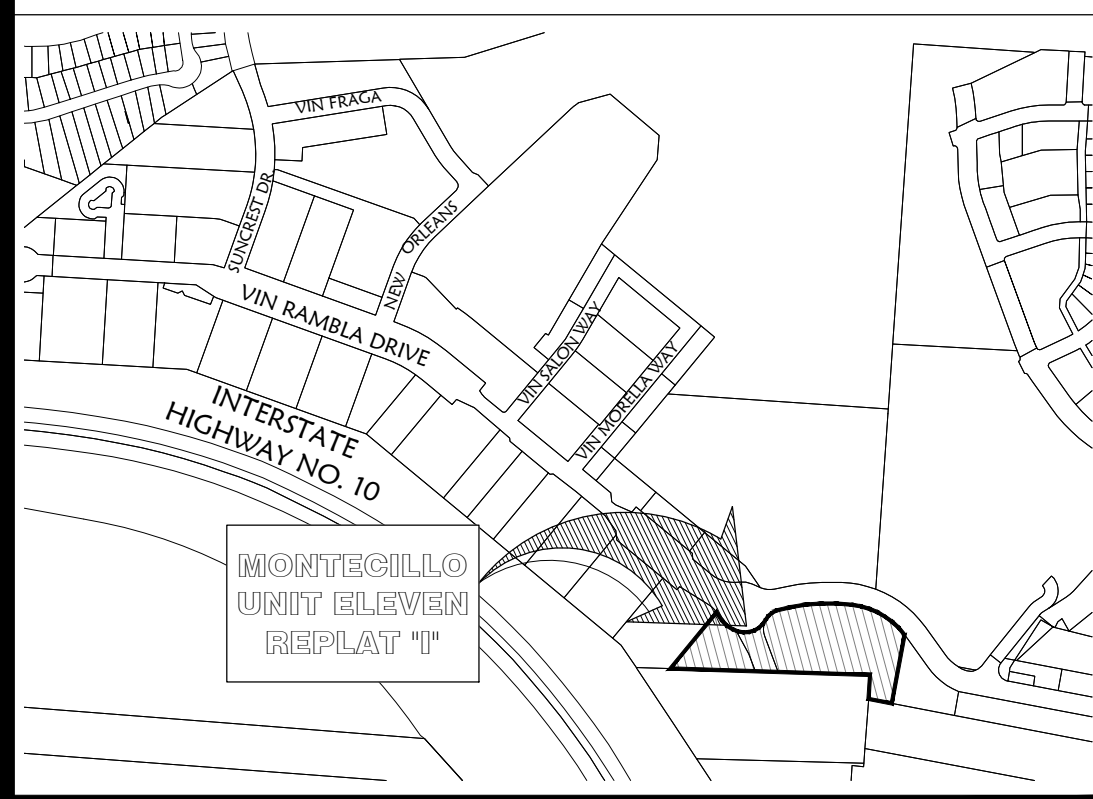 VIN FRAGA
SUNCREST DR.
NEW ORLEANS
VIN RAMBLA DRIVE
VIN SALON WAY
VIN MORELLA WAY
INTERSTATE
HIGHWAY NO. 10
MONTECILLO
UNIT ELEVEN
REPLAT "I"